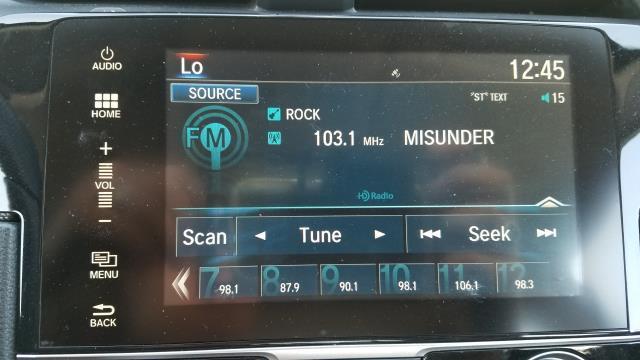 AUDIO
Lo
12:45
SOURCE
"ST" TEXT
15
HOME
ROCK
FM
103.1 MHz MISUNDER
+
VOL
–
HD Radio
Scan
Tune
Seek
MENU
7 98.1
8 87.9
9 90.1
10 98.1
11 106.1
12 98.3
BACK